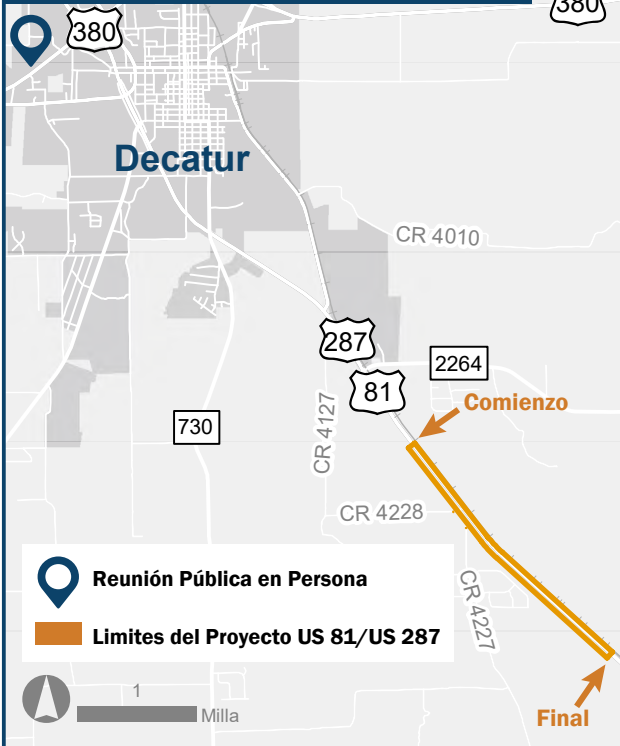 380
380
Decatur
CR 4010
287
2264
81
Comienzo
CR 4127
730
CR 4228
CR 4227
Reunión Pública en Persona
Limites del Proyecto US 81/US 287
1
Milla
Final